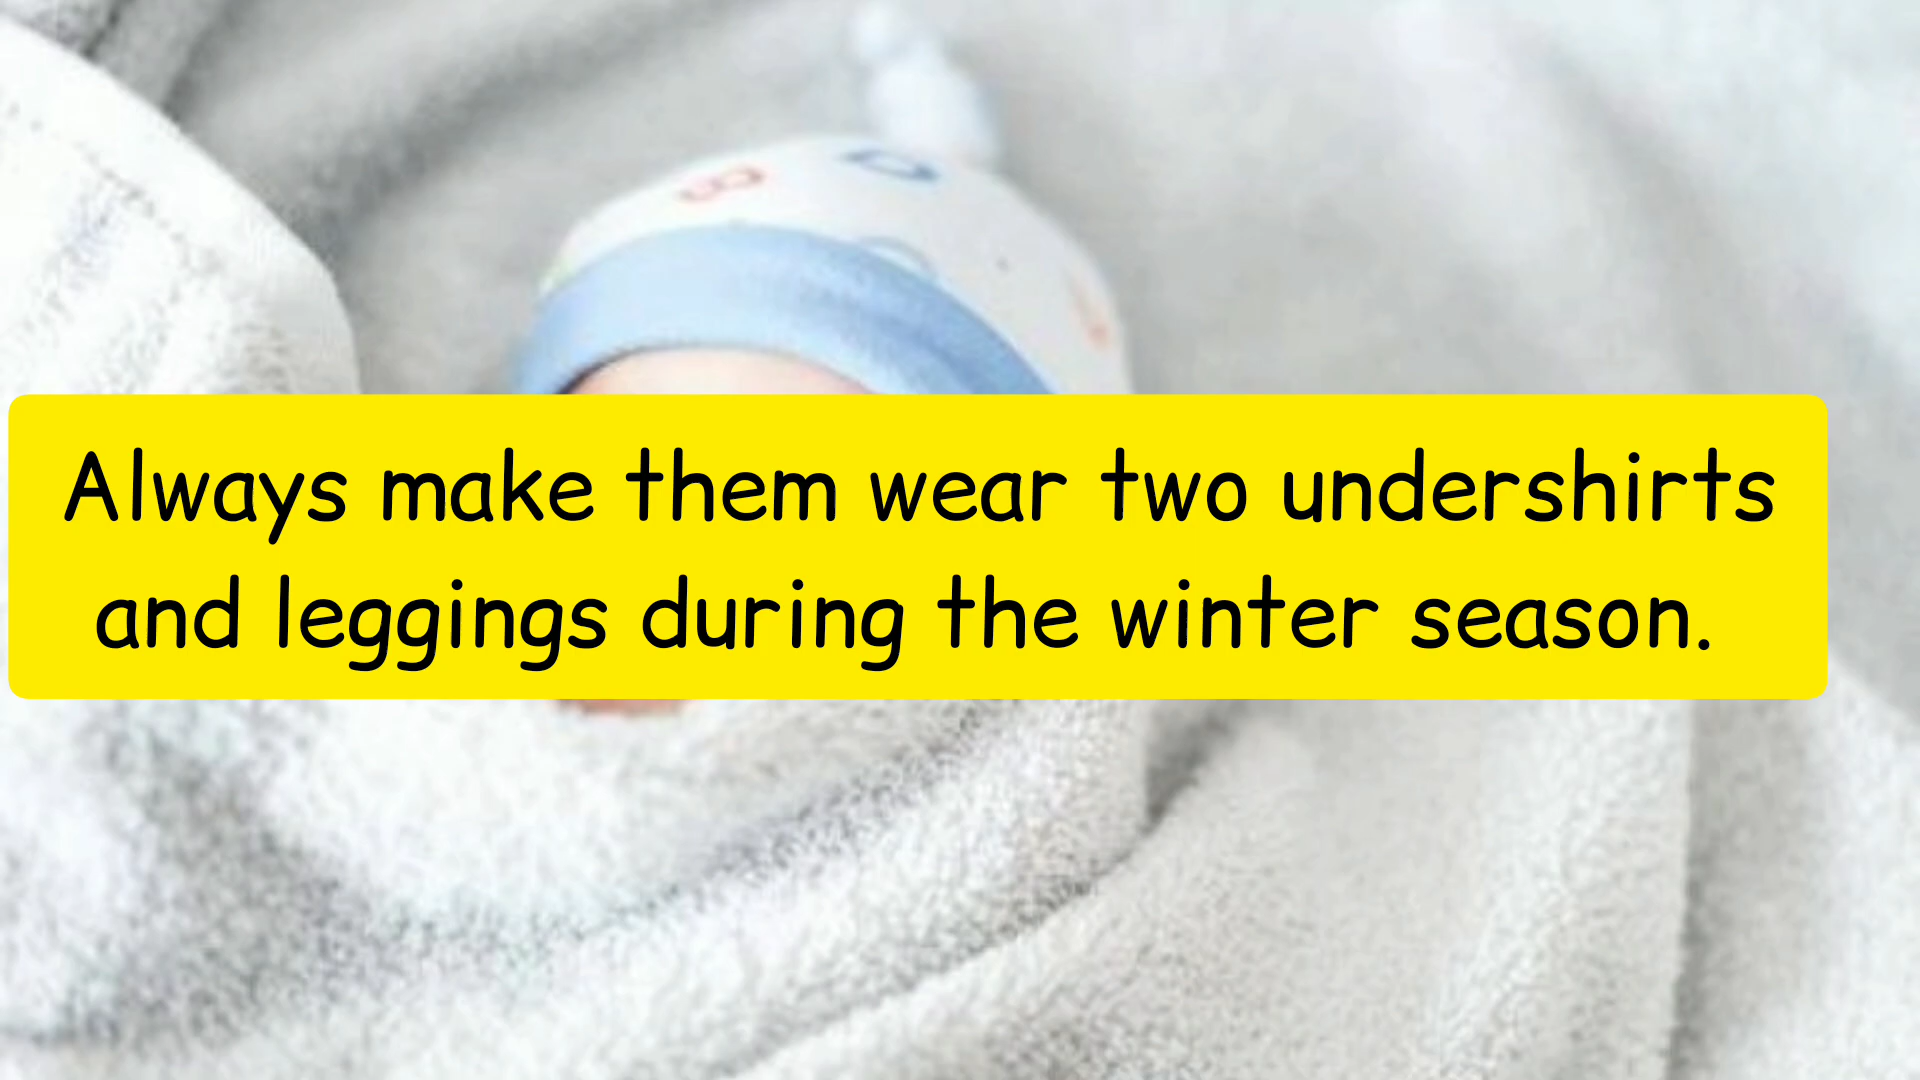 Always make them wear two undershirts
and leggings during the winter season.